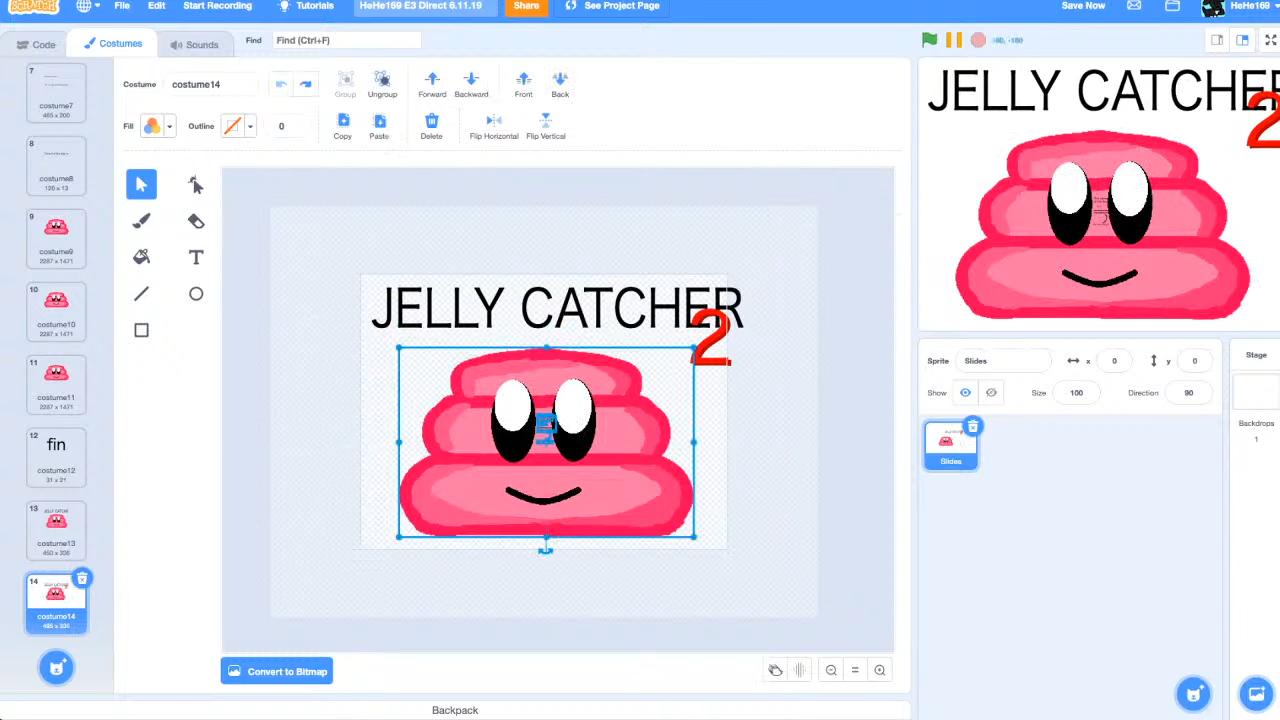 SCRATCH File Edit Start Recording Tutorials HeHe169 E3 Direct 6.11.19 Share See Project Page Save Now HeHe169
Code Costumes Sounds Find Find (Ctrl+F)
Costume costume14 Group Ungroup Forward Backward Front Back
Fill Outline 0 Copy Paste Delete Flip Horizontal Flip Vertical
7
costume7
465 x 200
8
costume8
120 x 13
9
costume9
2287 x 1471
10
costume10
2287 x 1471
11
costume11
2287 x 1471
12
fin
costume12
31 x 21
13
costume13
14
costume14
JELLY CATCHER
2
T
Convert to Bitmap
JELLY CATCHER
2
Sprite Slides x 0 y 0
Show Size 100 Direction 90
Slides
Stage
Backdrops
1
Backpack